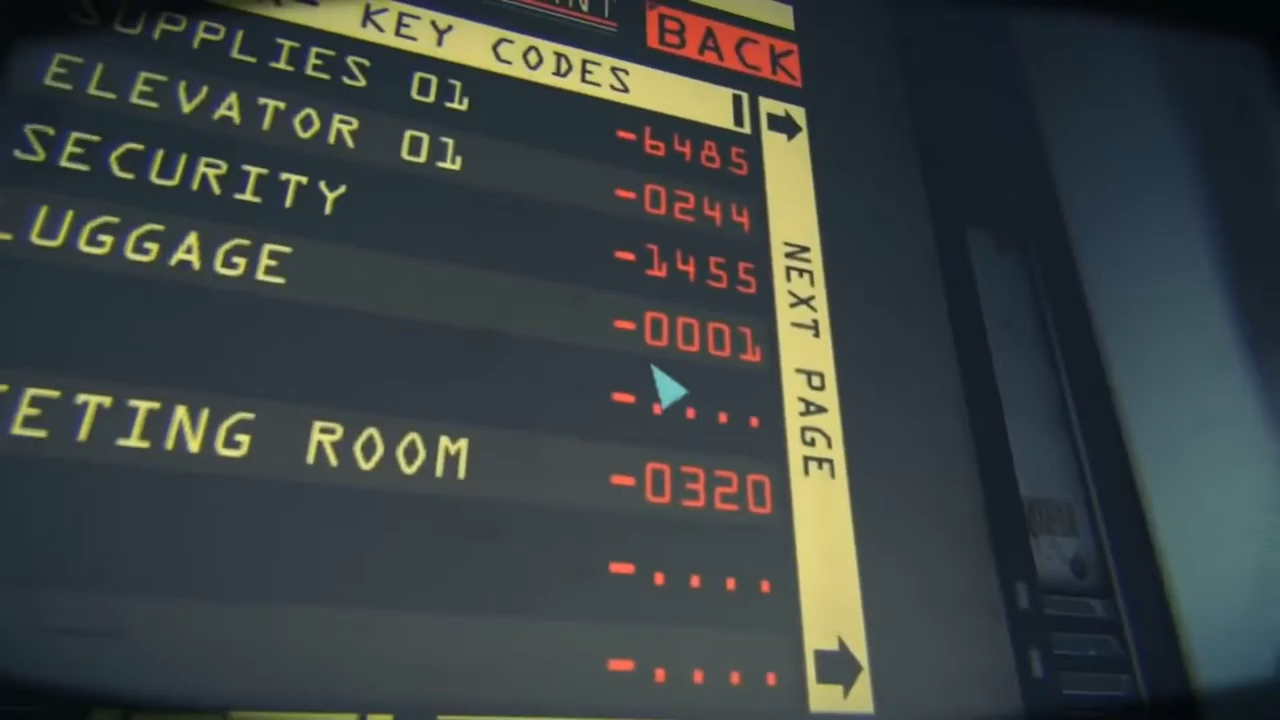 BACK
KEY CODES
SUPPLIES 01 -6485
ELEVATOR 01 -0244
SECURITY -1455
LUGGAGE -0001
-....
ETING ROOM -0320
-....
-....
NEXT PAGE